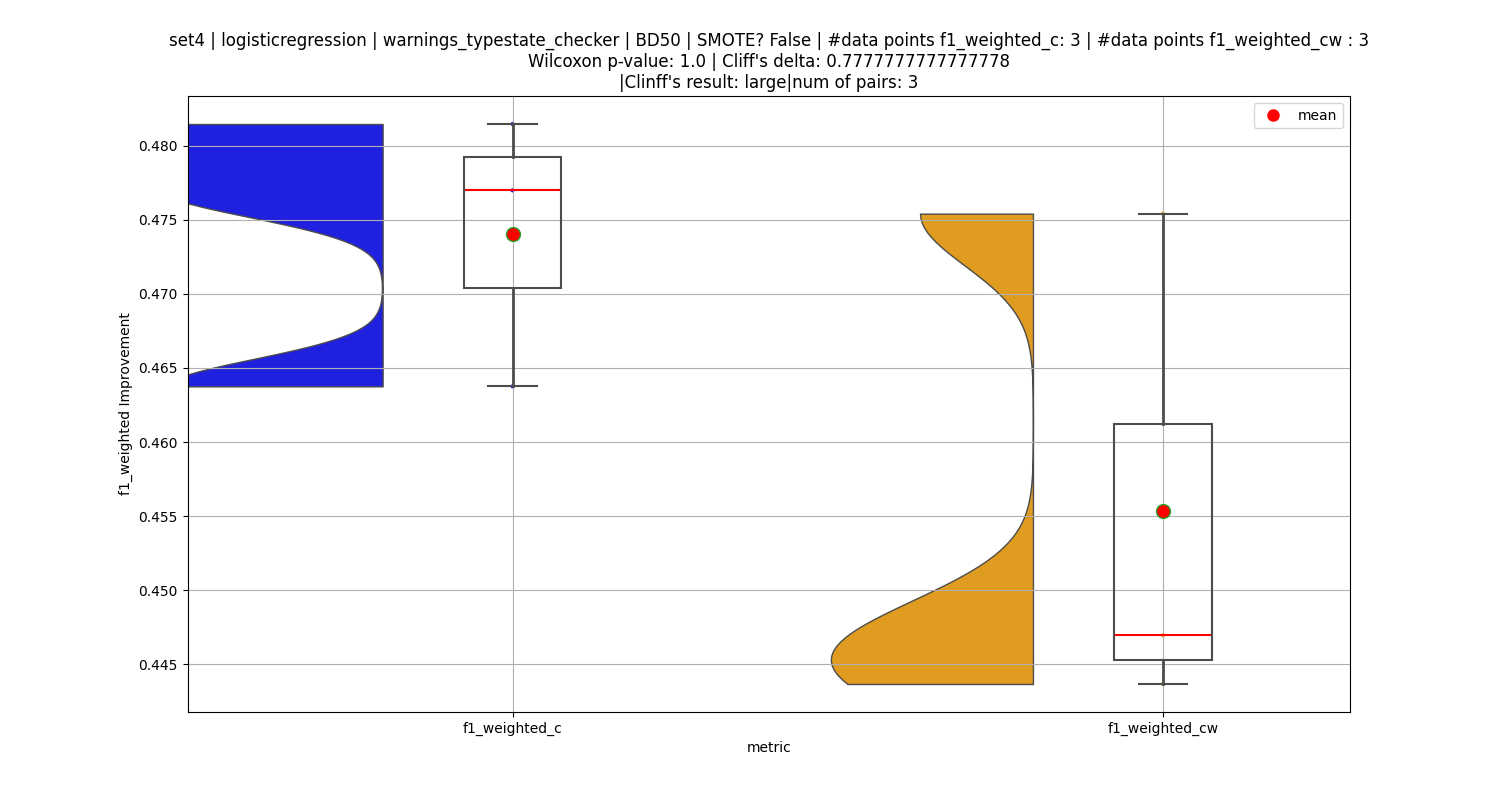 set4 | logisticregression | warnings_typestate_checker | BD50 | SMOTE? False | #data points f1_weighted_c: 3 | #data points f1_weighted_cw : 3
Wilcoxon p-value: 1.0 | Cliff's delta: 0.7777777777777778
|Clinff's result: large|num of pairs: 3
mean
0.480
0.475
0.470
0.465
0.460
0.455
0.450
0.445
f1_weighted Improvement
f1_weighted_c
f1_weighted_cw
metric